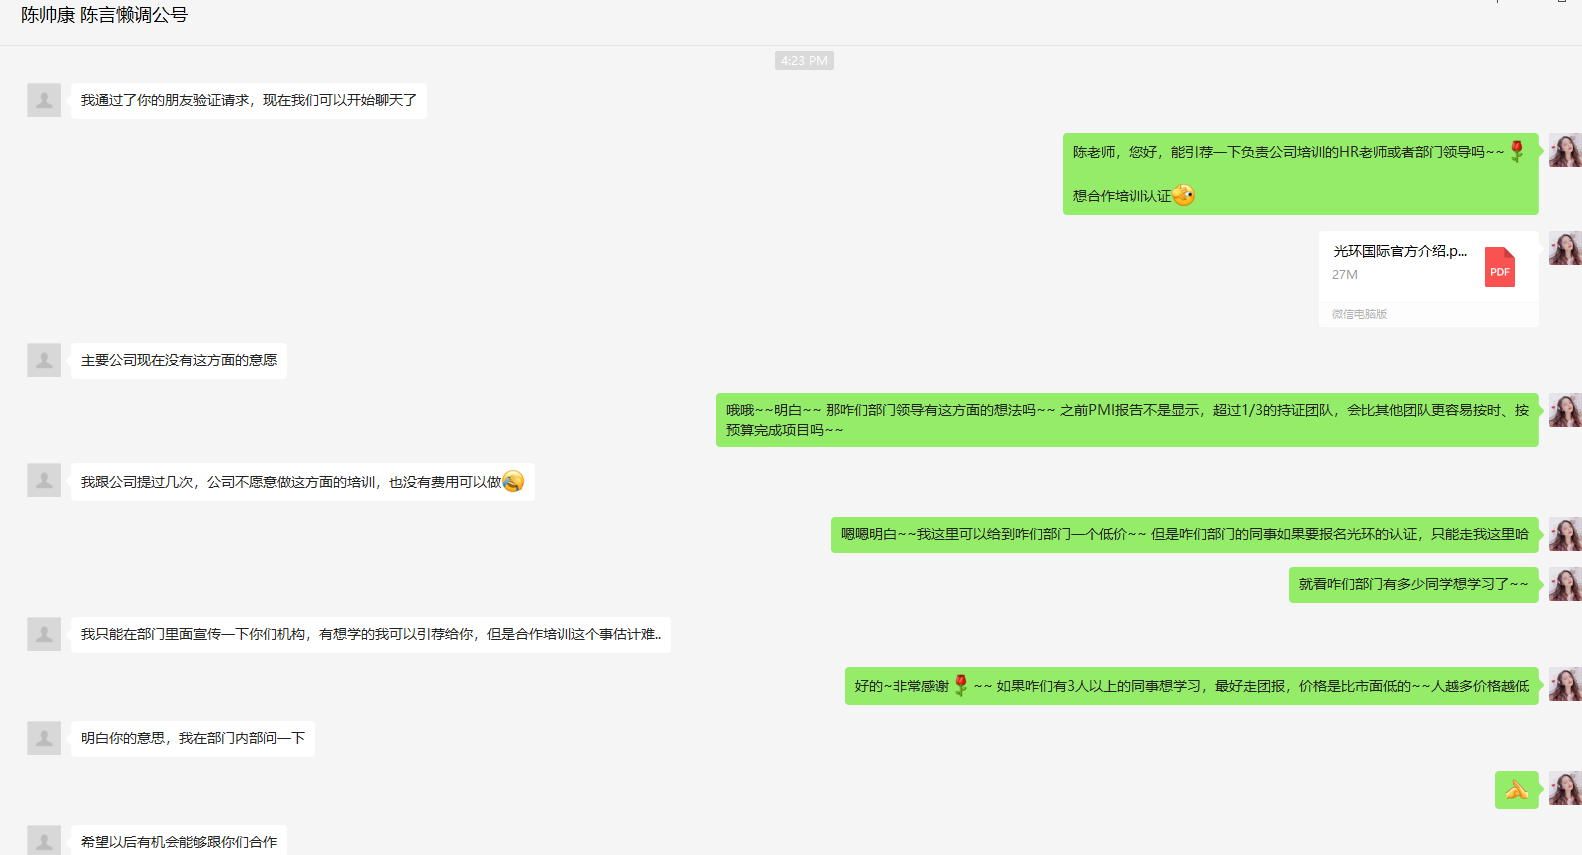 陈帅康 陈言懒调公号
4:23 PM
我通过了你的朋友验证请求，现在我们可以开始聊天了
陈老师，您好，能引荐一下负责公司培训的HR老师或者部门领导吗~~
想合作培训认证
光环国际官方介绍.p...
PDF
27M
微信电脑版
主要公司现在没有这方面的意愿
哦哦~~明白~~ 那咋们部门领导有这方面的想法吗~~ 之前PMI报告不是显示，超过1/3的持证团队，会比其他团队更容易按时、按
预算完成项目吗~~
我跟公司提过几次，公司不愿意做这方面的培训，也没有费用可以做
嗯嗯明白~~我这里可以给到咋们部门一个低价~~ 但是咋们部门的同事如果要报名光环的认证，只能走我这里哈
就看咋们部门有多少同学想学习了~~
我只能在部门里面宣传一下你们机构，有想学的我可以引荐给你，但是合作培训这个事估计难..
好的~非常感谢 ~~ 如果咋们有3人以上的同事想学习，最好走团报，价格是比市面低的~~人越多价格越低
明白你的意思，我在部门内部问一下
希望以后有机会能够跟你们合作